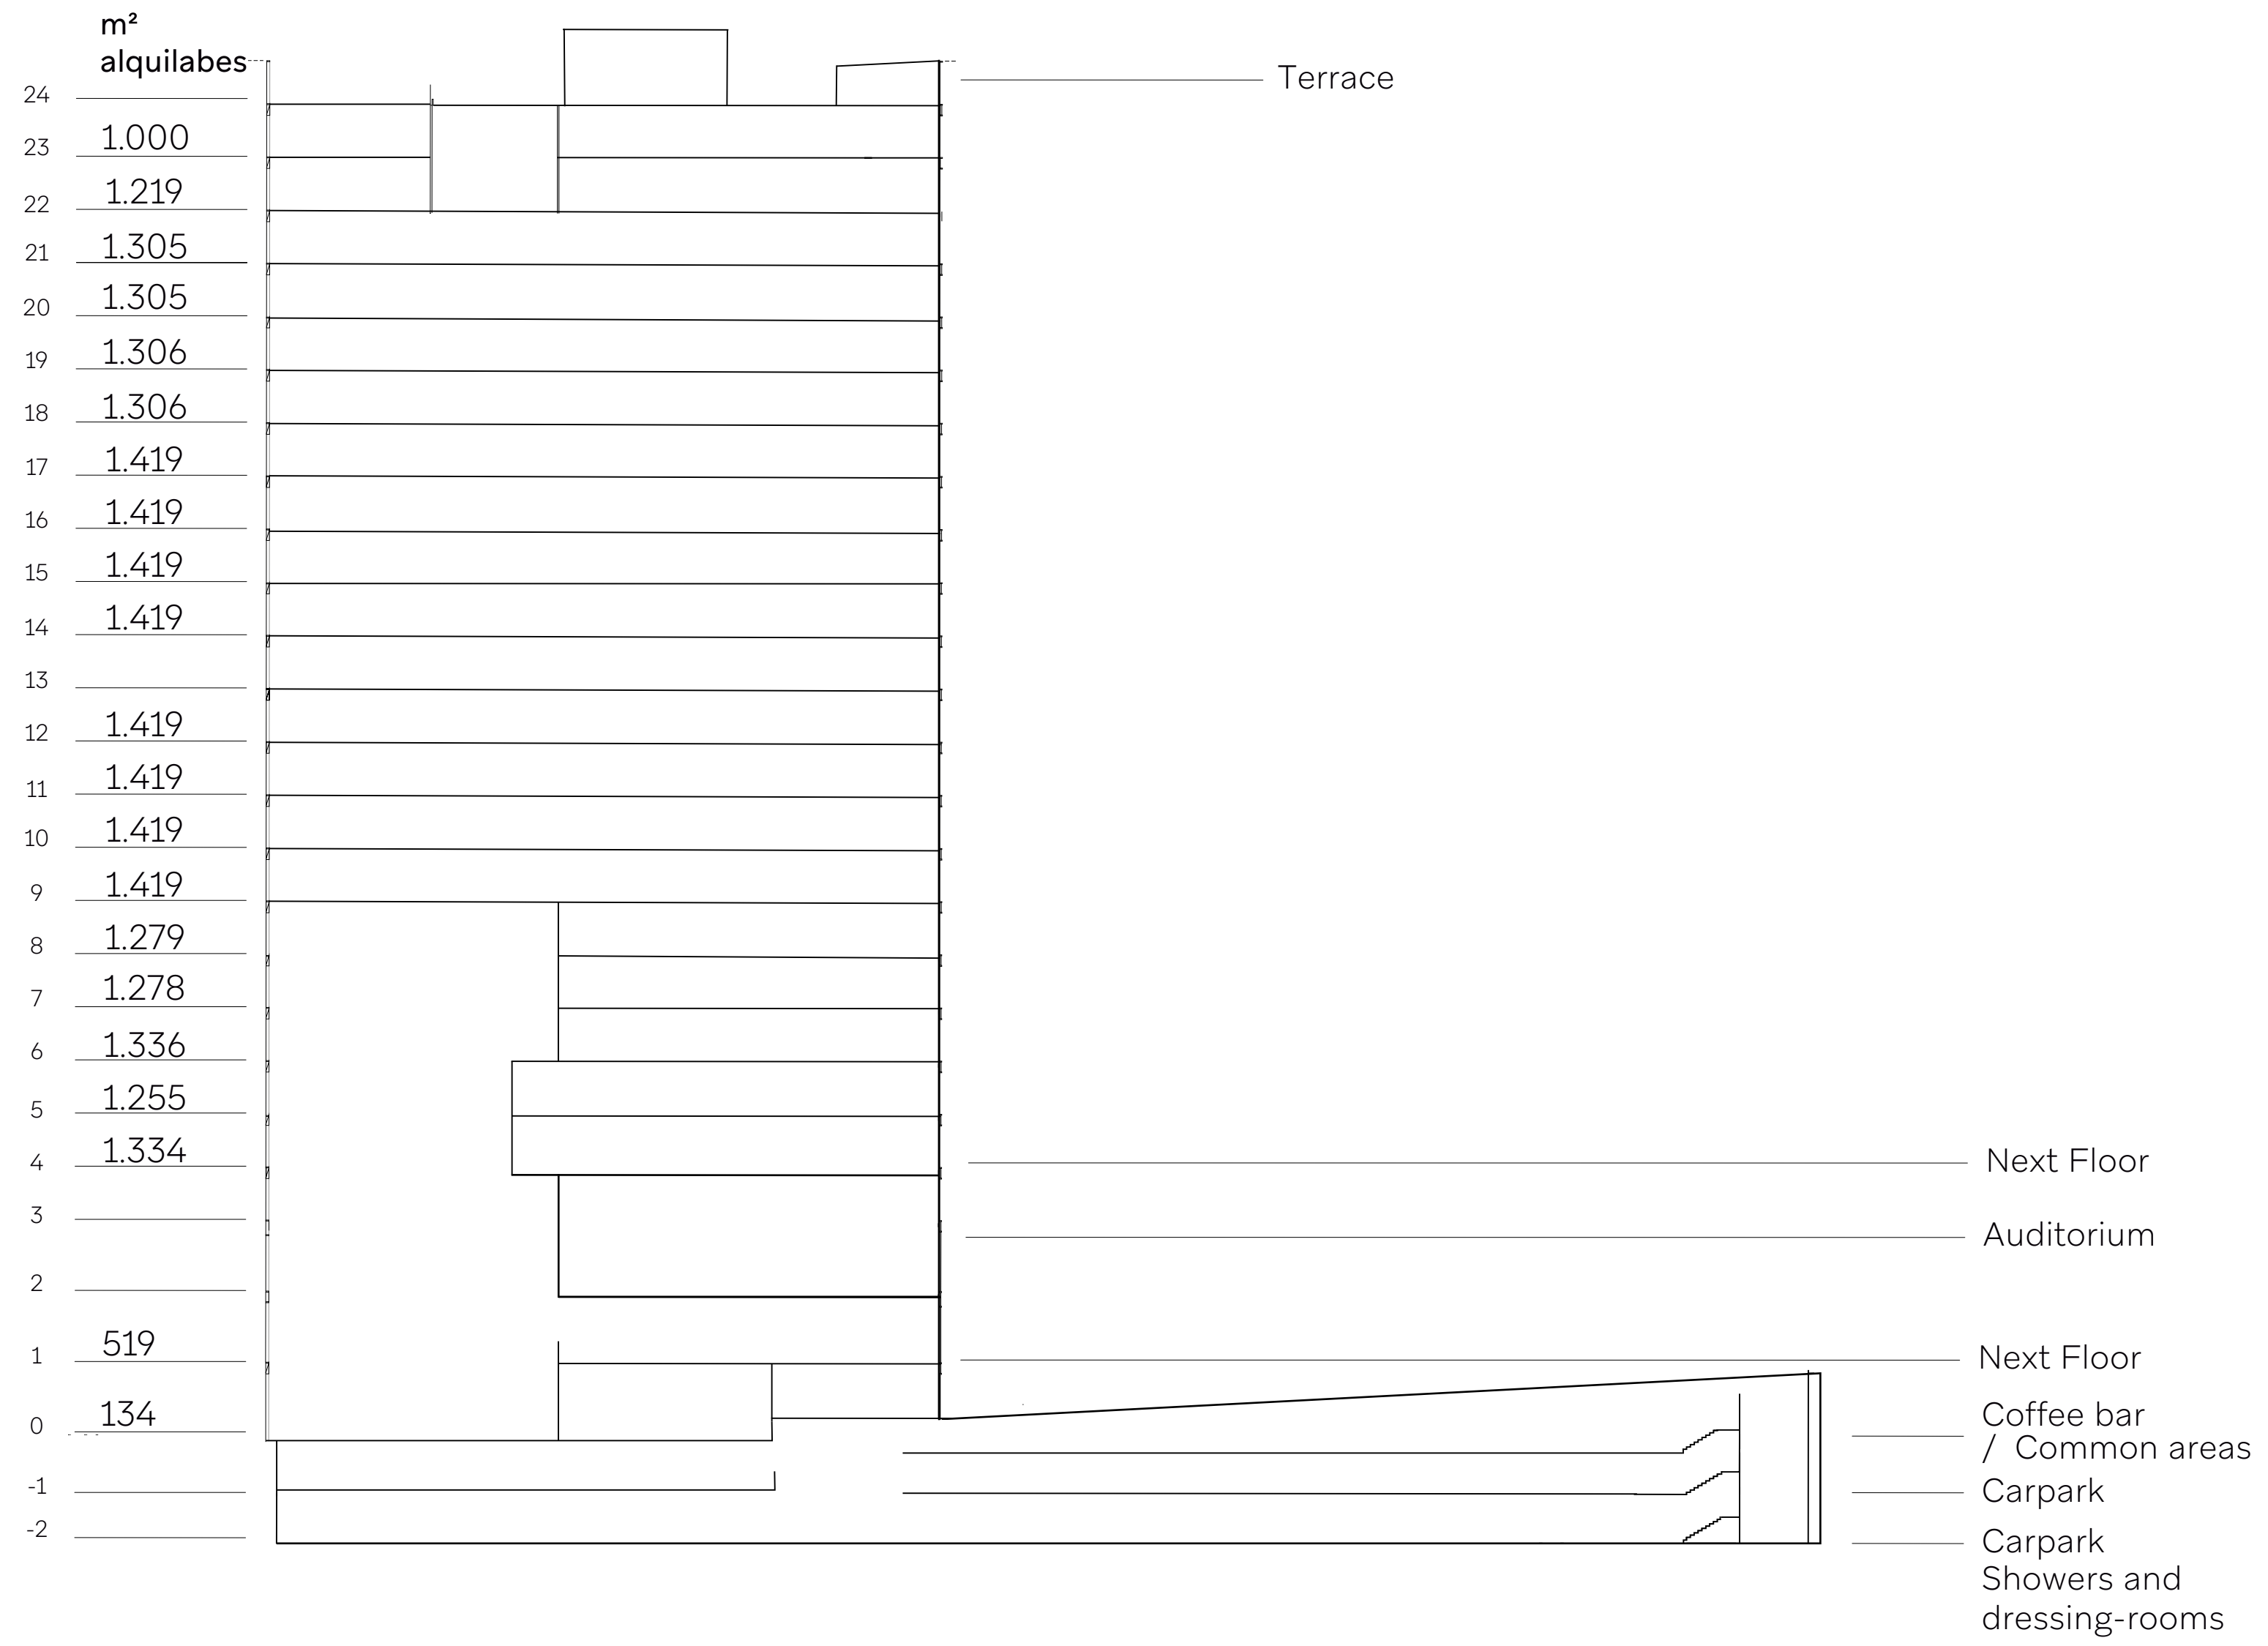 m²
alquilabes
24
Terrace
23 1.000
22 1.219
21 1.305
20 1.305
19 1.306
18 1.306
17 1.419
16 1.419
15 1.419
14 1.419
13
12 1.419
11 1.419
10 1.419
9 1.419
8 1.279
7 1.278
6 1.336
5 1.255
4 1.334
Next Floor
3
Auditorium
2
1 519
Next Floor
0 134
Coffee bar
/ Common areas
-1
Carpark
-2
Carpark
Showers and
dressing-rooms